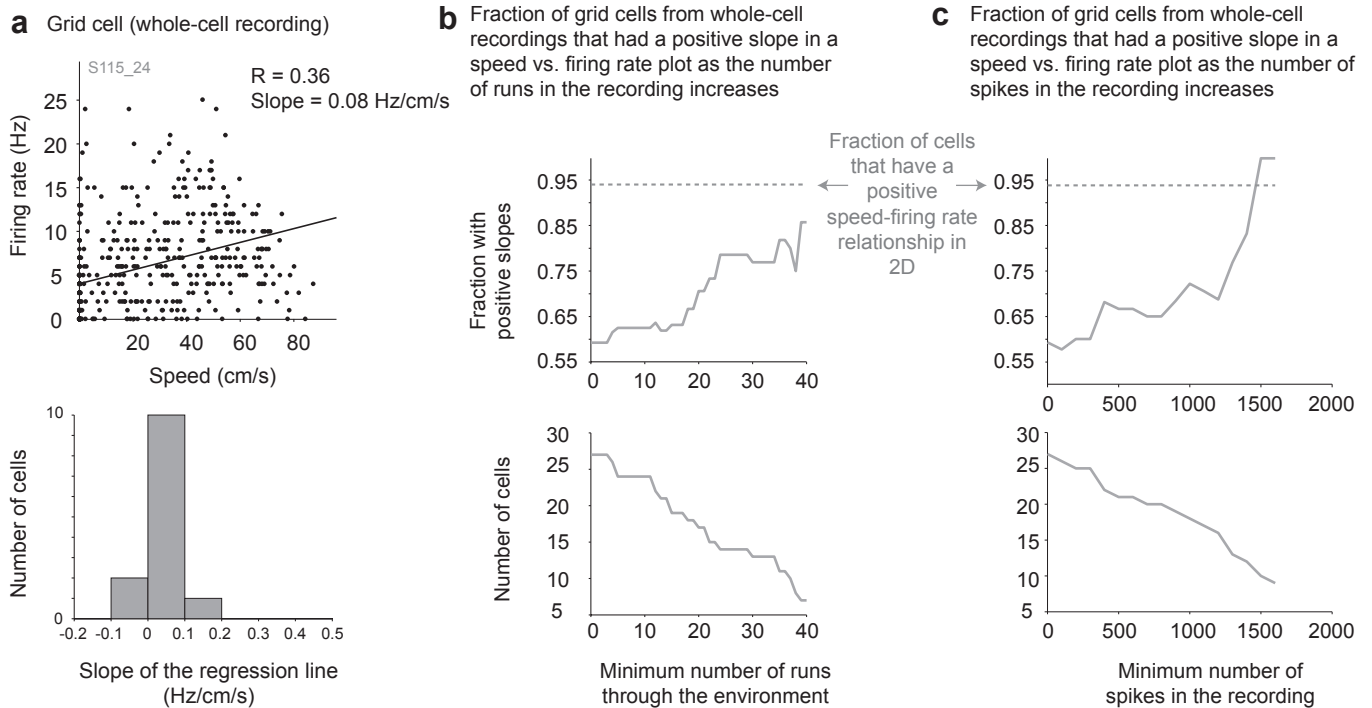 a Grid cell (whole-cell recording)
S115_24
R = 0.36
Slope = 0.08 Hz/cm/s
Firing rate (Hz)
25
20
15
10
5
0
20 40 60 80
Speed (cm/s)
Number of cells
10
0
-0.2 -0.1 0 0.1 0.2 0.3 0.4 0.5
Slope of the regression line
(Hz/cm/s)
b Fraction of grid cells from whole-cell
recordings that had a positive slope in a
speed vs. firing rate plot as the number
of runs in the recording increases
Fraction with
positive slopes
0.95
0.85
0.75
0.65
0.55
0 10 20 30 40
Fraction of cells
that have a
positive
speed-firing rate
relationship in
2D
Number of cells
30
25
20
15
10
5
0 10 20 30 40
Minimum number of runs
through the environment
c Fraction of grid cells from whole-cell
recordings that had a positive slope in a
speed vs. firing rate plot as the number of
spikes in the recording increases
0.95
0.85
0.75
0.65
0.55
0 500 1000 1500 2000
30
25
20
15
10
5
0 500 1000 1500 2000
Minimum number of
spikes in the recording